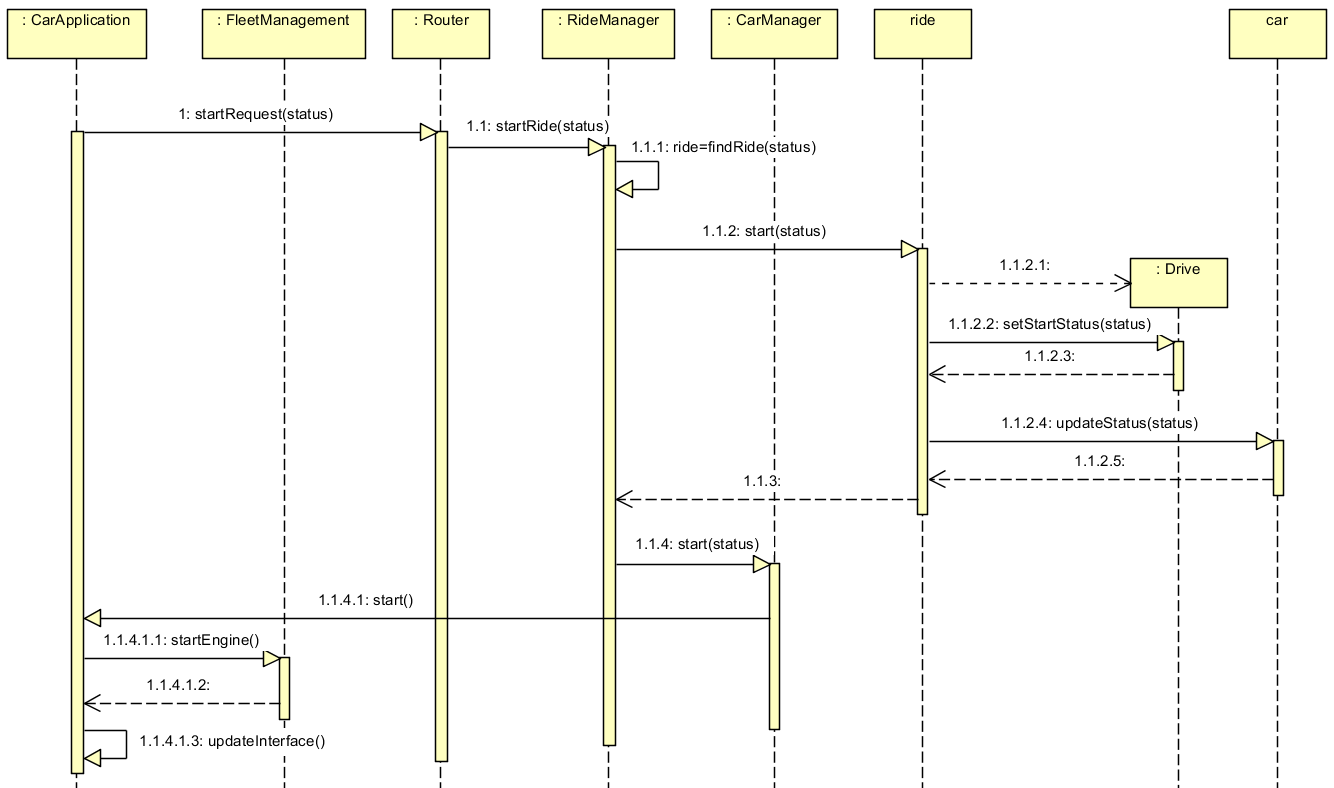 : CarApplication
: FleetManagement
: Router
: RideManager
: CarManager
ride
car
1: startRequest(status)
1.1: startRide(status)
1.1.1: ride=findRide(status)
1.1.2: start(status)
1.1.2.1:
: Drive
1.1.2.2: setStartStatus(status)
1.1.2.3:
1.1.2.4: updateStatus(status)
1.1.2.5:
1.1.3:
1.1.4: start(status)
1.1.4.1: start()
1.1.4.1.1: startEngine()
1.1.4.1.2:
1.1.4.1.3: updateInterface()